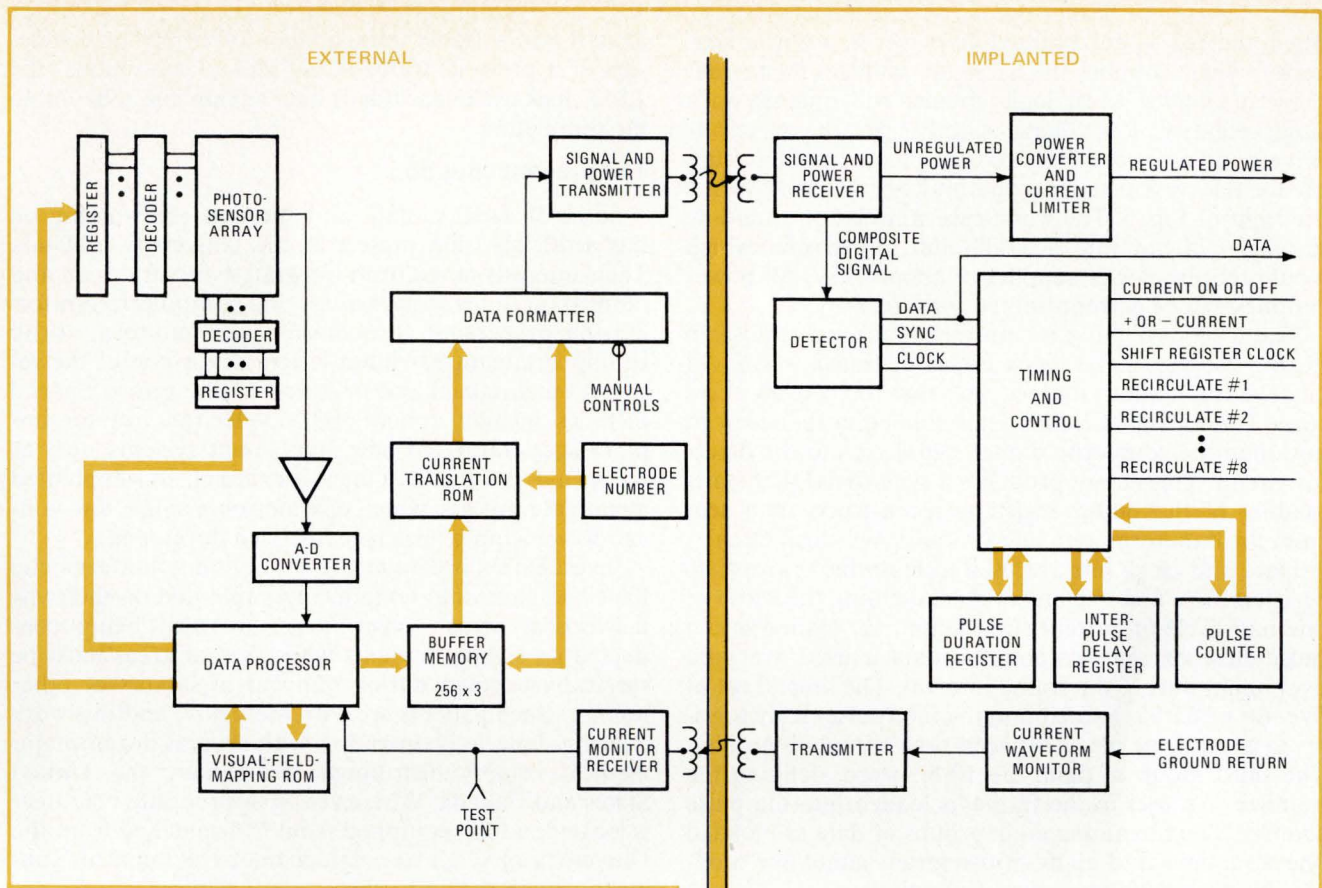 EXTERNAL
IMPLANTED
REGISTER
DECODER
PHOTO-
SENSOR
ARRAY
DECODER
REGISTER
A-D
CONVERTER
DATA PROCESSOR
VISUAL-FIELD-
MAPPING ROM
SIGNAL AND
POWER
TRANSMITTER
DATA FORMATTER
MANUAL
CONTROLS
CURRENT
TRANSLATION
ROM
ELECTRODE
NUMBER
BUFFER
MEMORY
256 x 3
CURRENT
MONITOR
RECEIVER
TEST
POINT
SIGNAL AND
POWER
RECEIVER
UNREGULATED
POWER
POWER
CONVERTER
AND
CURRENT
LIMITER
REGULATED POWER
COMPOSITE
DIGITAL
SIGNAL
DATA
DETECTOR
DATA
SYNC
CLOCK
TIMING
AND
CONTROL
CURRENT ON OR OFF
+ OR – CURRENT
SHIFT REGISTER CLOCK
RECIRCULATE #1
RECIRCULATE #2
RECIRCULATE #8
PULSE
DURATION
REGISTER
INTER-
PULSE
DELAY
REGISTER
PULSE
COUNTER
TRANSMITTER
CURRENT
WAVEFORM
MONITOR
ELECTRODE
GROUND RETURN